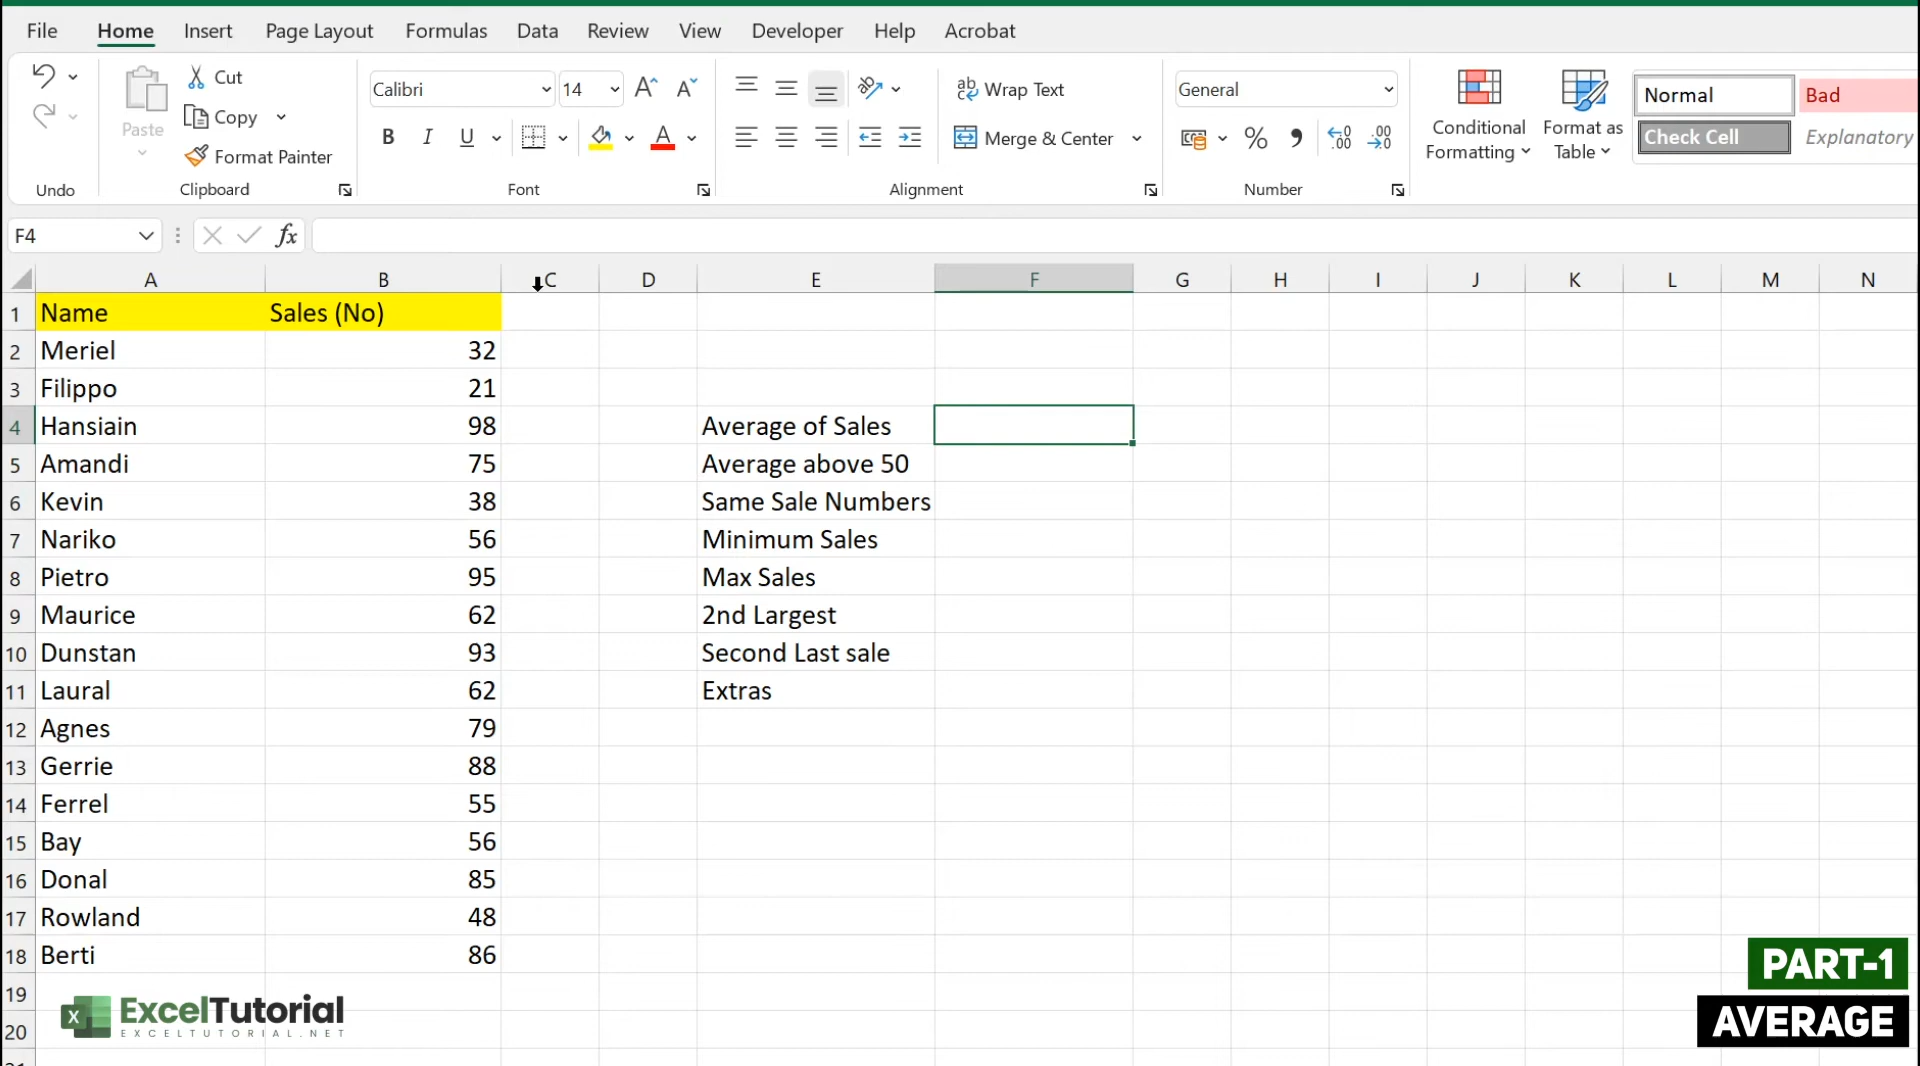 File Home Insert Page Layout Formulas Data Review View Developer Help Acrobat
Cut
Copy
Format Painter
Paste
Undo
Clipboard
Calibri 14
B I U
Font
Wrap Text
Merge & Center
Alignment
General
Number
Conditional Formatting
Format as Table
Normal Bad
Check Cell Explanatory
F4 fx
A B C D E F G H I J K L M N
1 Name Sales (No)
2 Meriel 32
3 Filippo 21
4 Hansiain 98 Average of Sales
5 Amandi 75 Average above 50
6 Kevin 38 Same Sale Numbers
7 Nariko 56 Minimum Sales
8 Pietro 95 Max Sales
9 Maurice 62 2nd Largest
10 Dunstan 93 Second Last sale
11 Laural 62 Extras
12 Agnes 79
13 Gerrie 88
14 Ferrel 55
15 Bay 56
16 Donal 85
17 Rowland 48
18 Berti 86
19
20
ExcelTutorial
EXCELTUTORIAL.NET
PART-1
AVERAGE